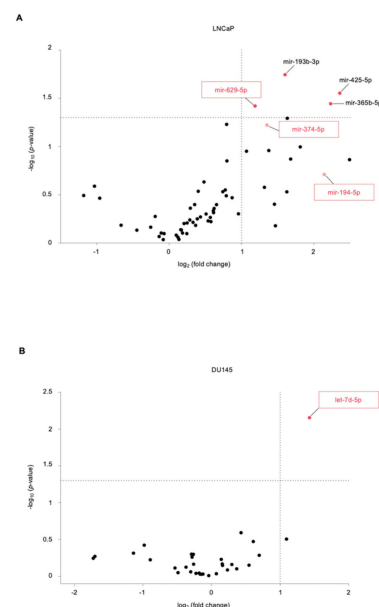 A
LNCaP
2
1.5
1
0.5
0
-1
0
1
2
-log10 (p-value)
log2 (fold change)
mir-193b-3p
mir-425-5p
mir-629-5p
mir-365b-5p
mir-374-5p
mir-194-5p
B
DU145
2.5
2
1.5
1
0.5
0
-2
-1
0
1
2
-log10 (p-value)
log2 (fold change)
let-7d-5p